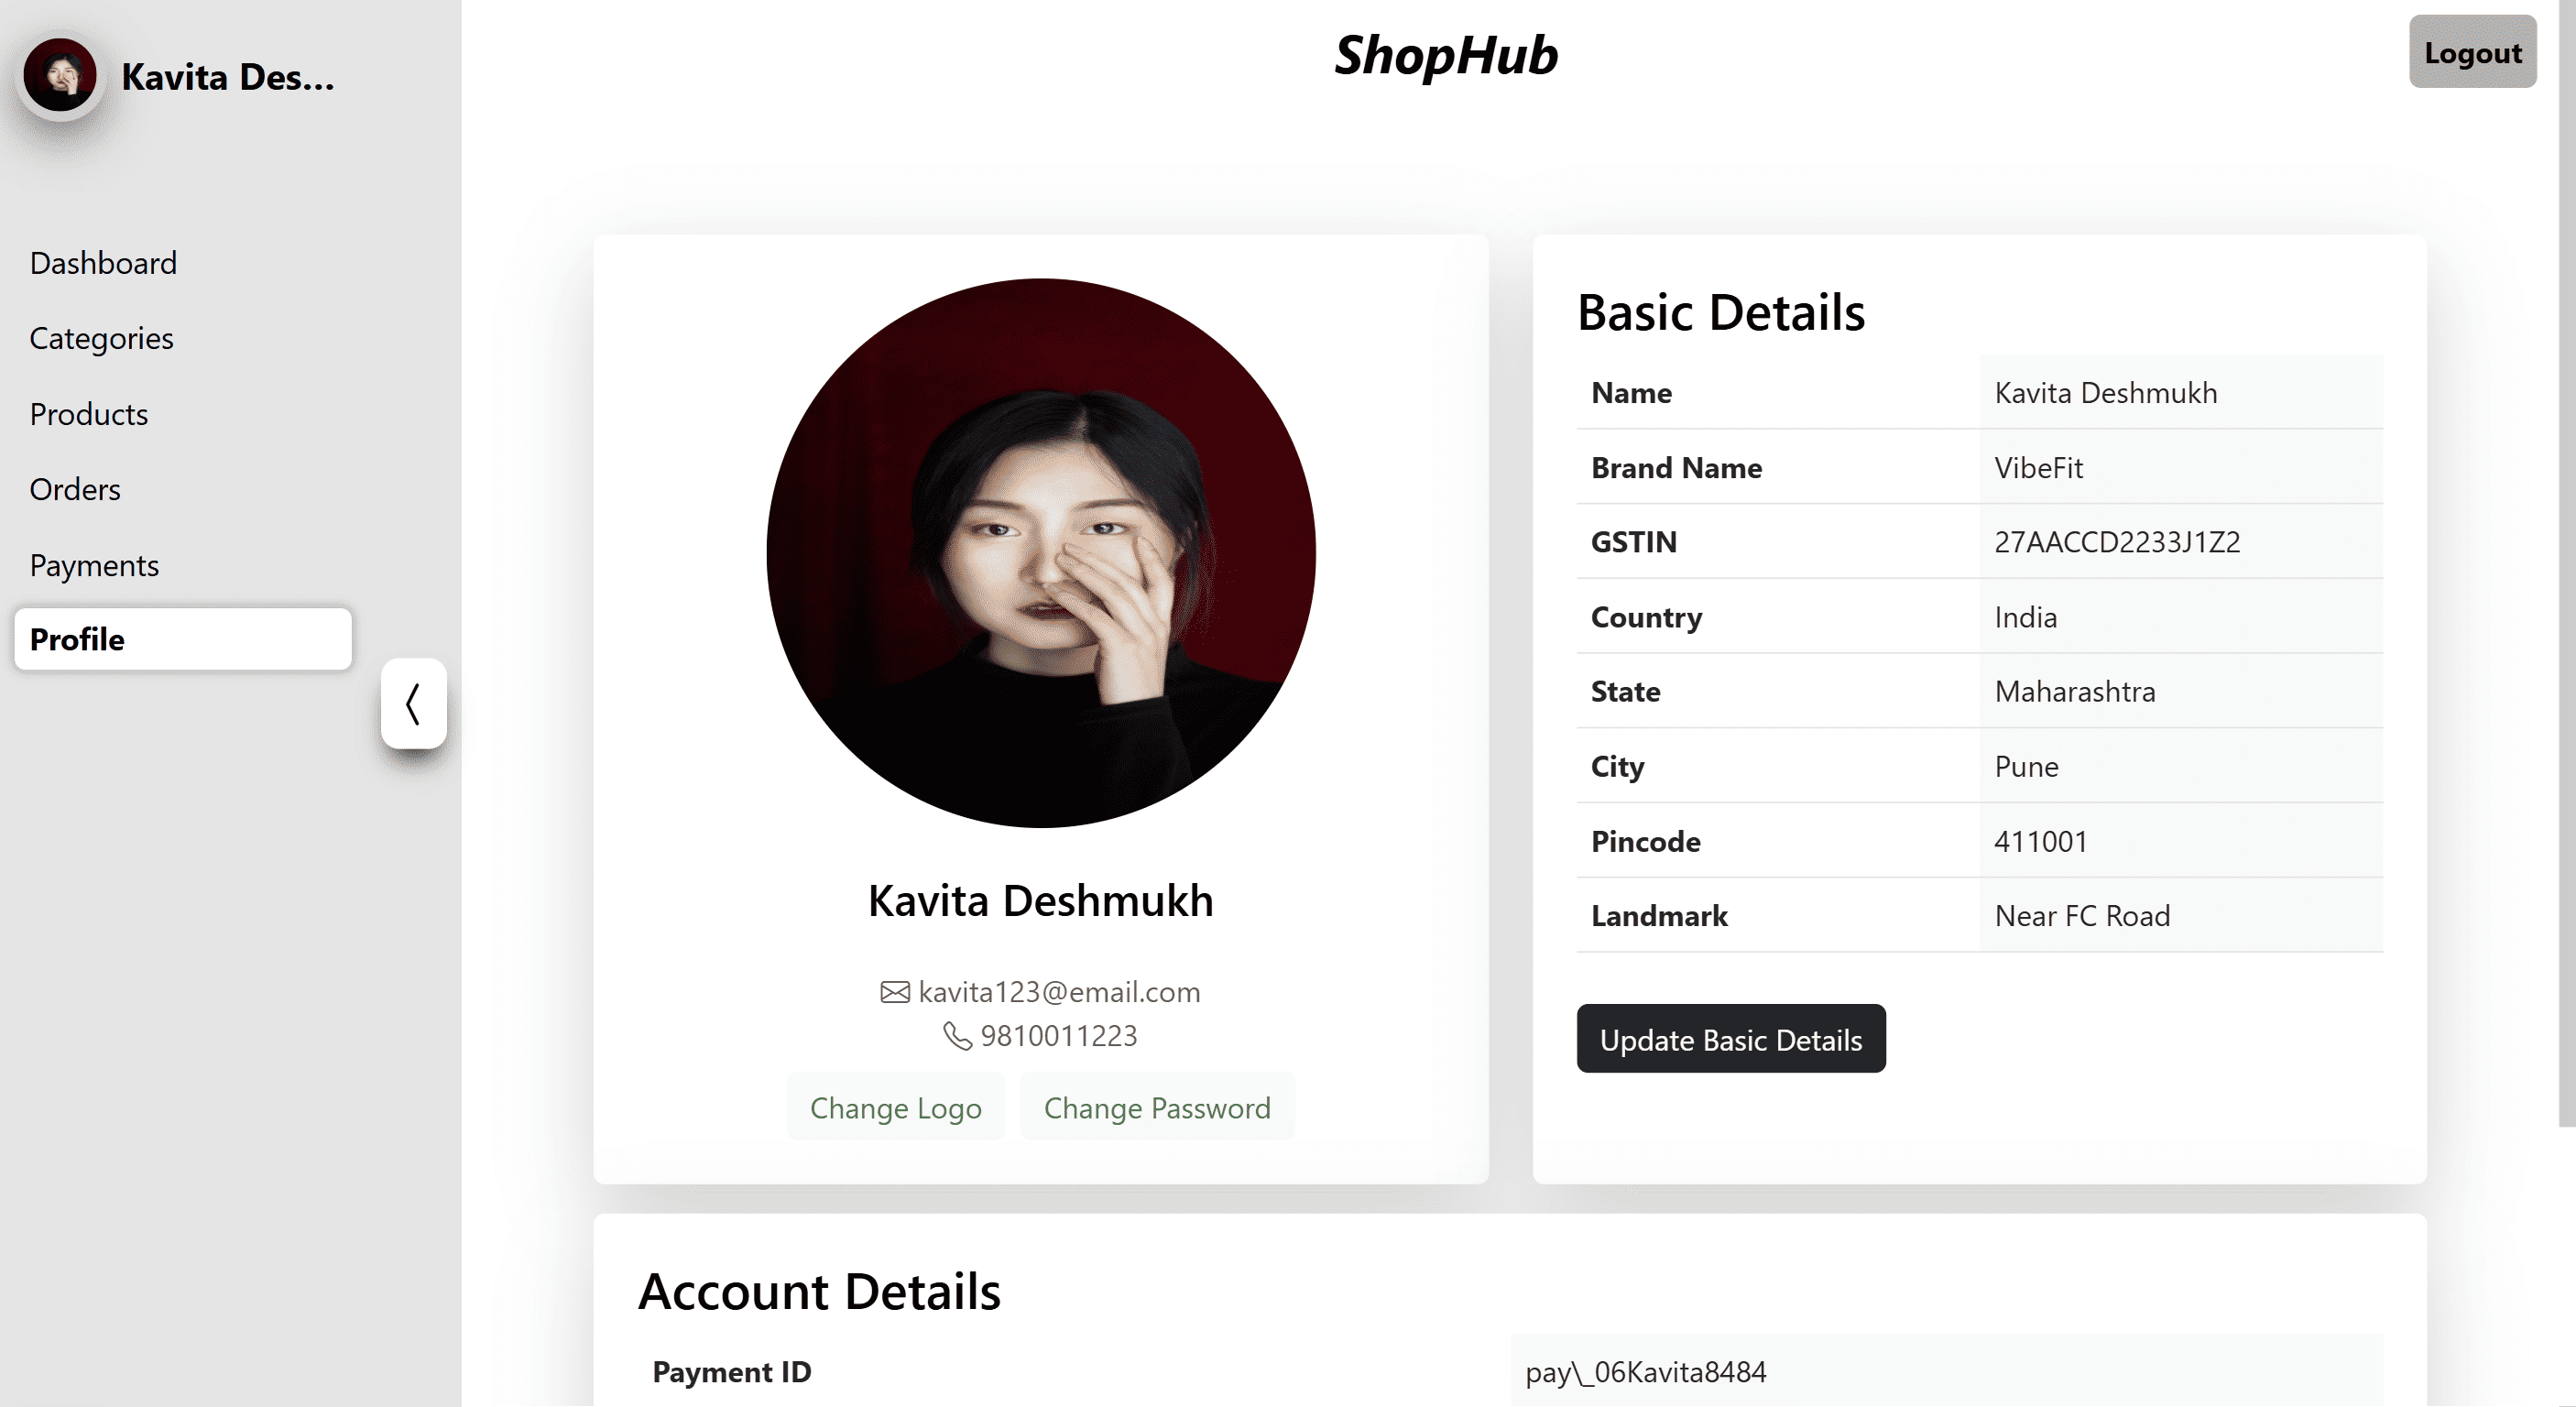 Kavita Des...
ShopHub
Logout
Dashboard
Categories
Products
Orders
Payments
Profile
Kavita Deshmukh
kavita123@email.com
9810011223
Change Logo Change Password
Basic Details
Name Kavita Deshmukh
Brand Name VibeFit
GSTIN 27AACCD2233J1Z2
Country India
State Maharashtra
City Pune
Pincode 411001
Landmark Near FC Road
Update Basic Details
Account Details
Payment ID pay\_06Kavita8484